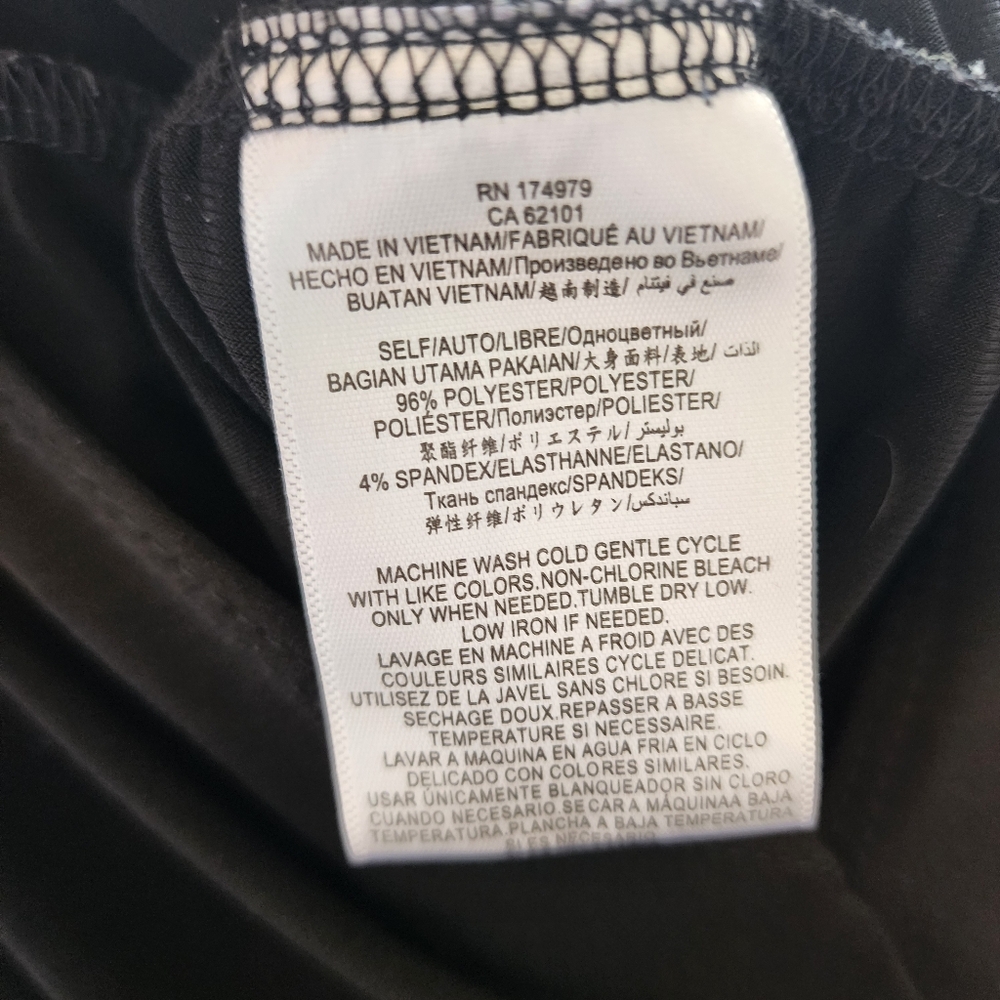 RN 174979
CA 62101
MADE IN VIETNAM/FABRIQUÉ AU VIETNAM/
HECHO EN VIETNAM/Произведено во Вьетнаме/
BUATAN VIETNAM/越南制造/ صنع في فيتنام
SELF/AUTO/LIBRE/Одноцветный/
BAGIAN UTAMA PAKAIAN/大身面料/表地/ الذات
96% POLYESTER/POLYESTER/
POLIÉSTER/Полиэстер/POLIESTER/
聚酯纤维/ポリエステル/ بوليستر
4% SPANDEX/ELASTHANNE/ELASTANO/
Ткань спандекс/SPANDEKS/
弹性纤维/ポリウレタン/سباندكس
MACHINE WASH COLD GENTLE CYCLE
WITH LIKE COLORS.NON-CHLORINE BLEACH
ONLY WHEN NEEDED.TUMBLE DRY LOW.
LOW IRON IF NEEDED.
LAVAGE EN MACHINE A FROID AVEC DES
COULEURS SIMILAIRES CYCLE DELICAT.
UTILISEZ DE LA JAVEL SANS CHLORE SI BESOIN.
SECHAGE DOUX.REPASSER A BASSE
TEMPERATURE SI NECESSAIRE.
LAVAR A MAQUINA EN AGUA FRIA EN CICLO
DELICADO CON COLORES SIMILARES.
USAR ÚNICAMENTE BLANQUEADOR SIN CLORO
CUANDO NECESARIO.SECAR A MÁQUINAA BAJA
TEMPERATURA.PLANCHA A BAJA TEMPERATURA
SI ES NECESARIO